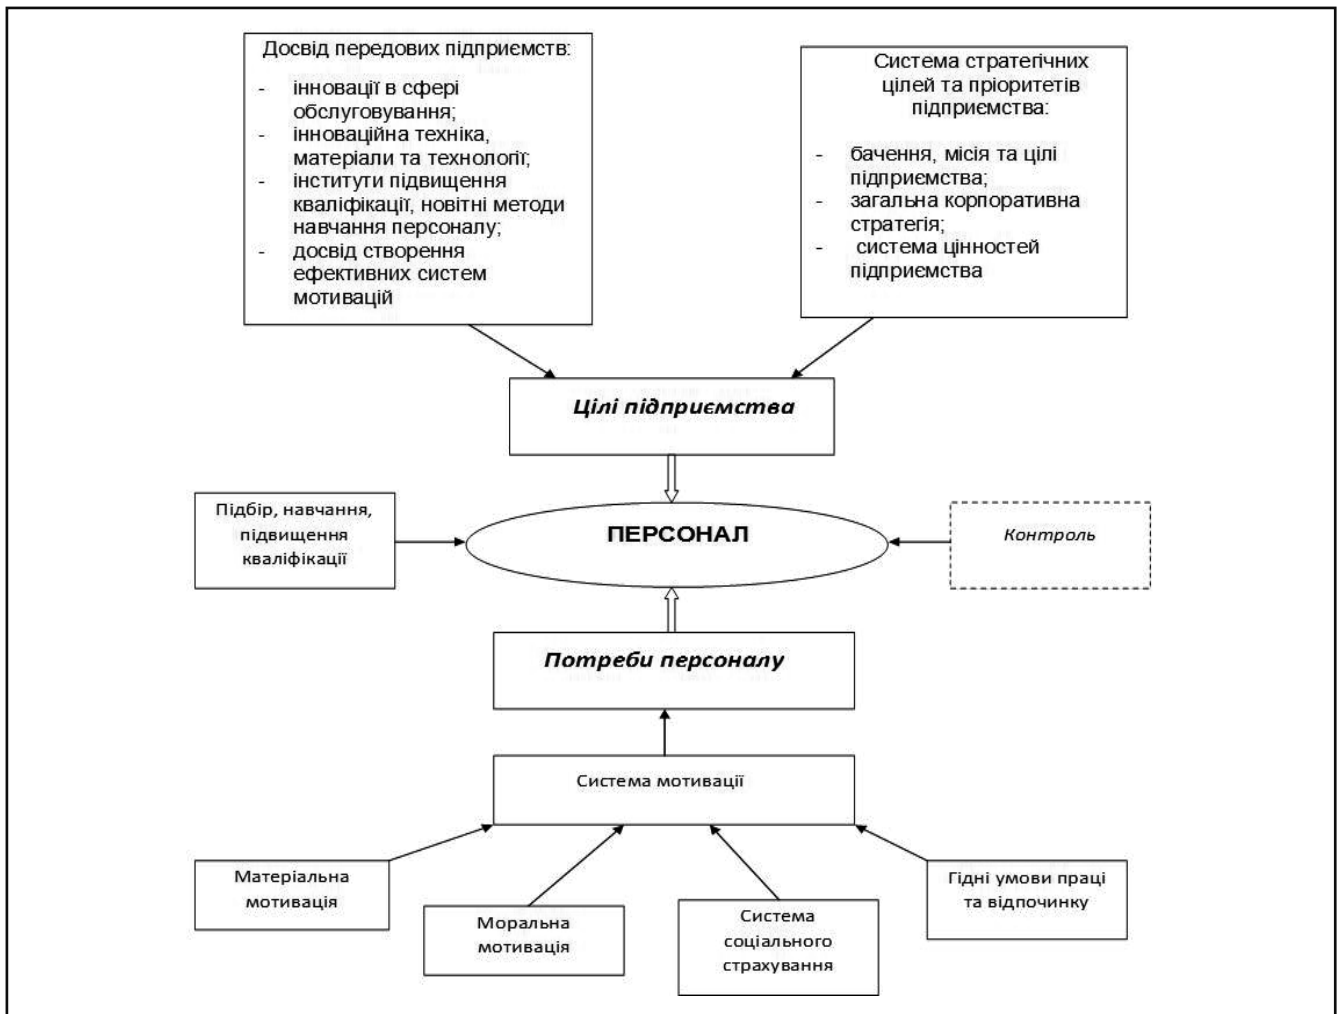 Досвід передових підприємств:
- інновації в сфері
обслуговування;
- інноваційна техніка,
матеріали та технології;
- інститути підвищення
кваліфікації, новітні методи
навчання персоналу;
- досвід створення
ефективних систем
мотивацій
Система стратегічних
цілей та пріоритетів
підприємства:
- бачення, місія та цілі
підприємства;
- загальна корпоративна
стратегія;
- система цінностей
підприємства
Цілі підприємства
Підбір, навчання,
підвищення
кваліфікації
ПЕРСОНАЛ
Контроль
Потреби персоналу
Система мотивації
Матеріальна
мотивація
Моральна
мотивація
Система
соціального
страхування
Гідні умови праці
та відпочинку